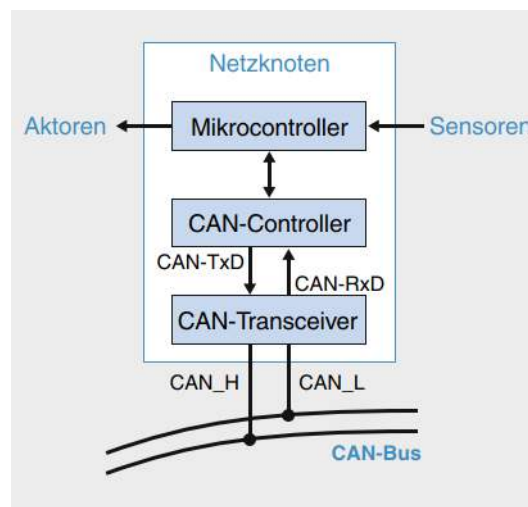 Netzknoten
Aktoren
Mikrocontroller
Sensoren
CAN-Controller
CAN-TxD
CAN-RxD
CAN-Transceiver
CAN_H
CAN_L
CAN-Bus